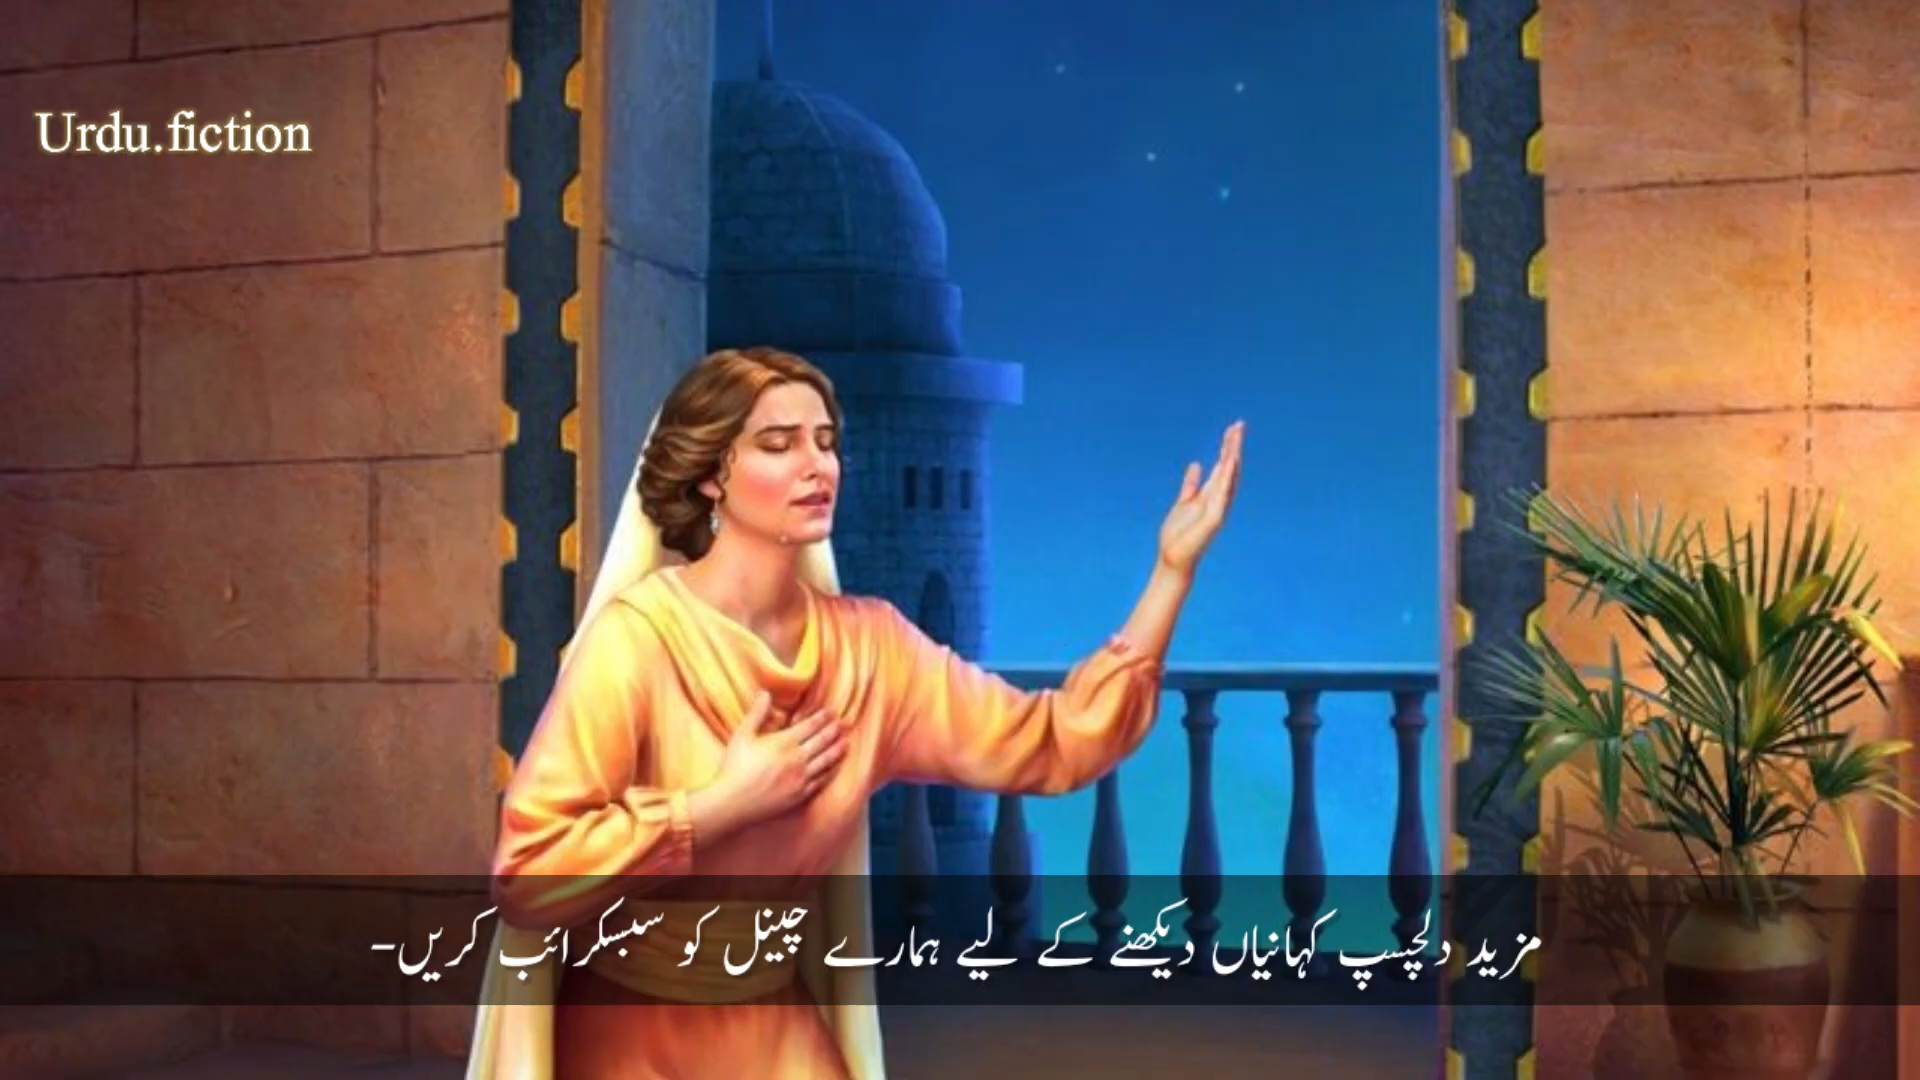 Urdu.fiction
مزید دلچسپ کہانیاں دیکھنے کے لیے ہمارے چینل کو سبسکرائب کریں-